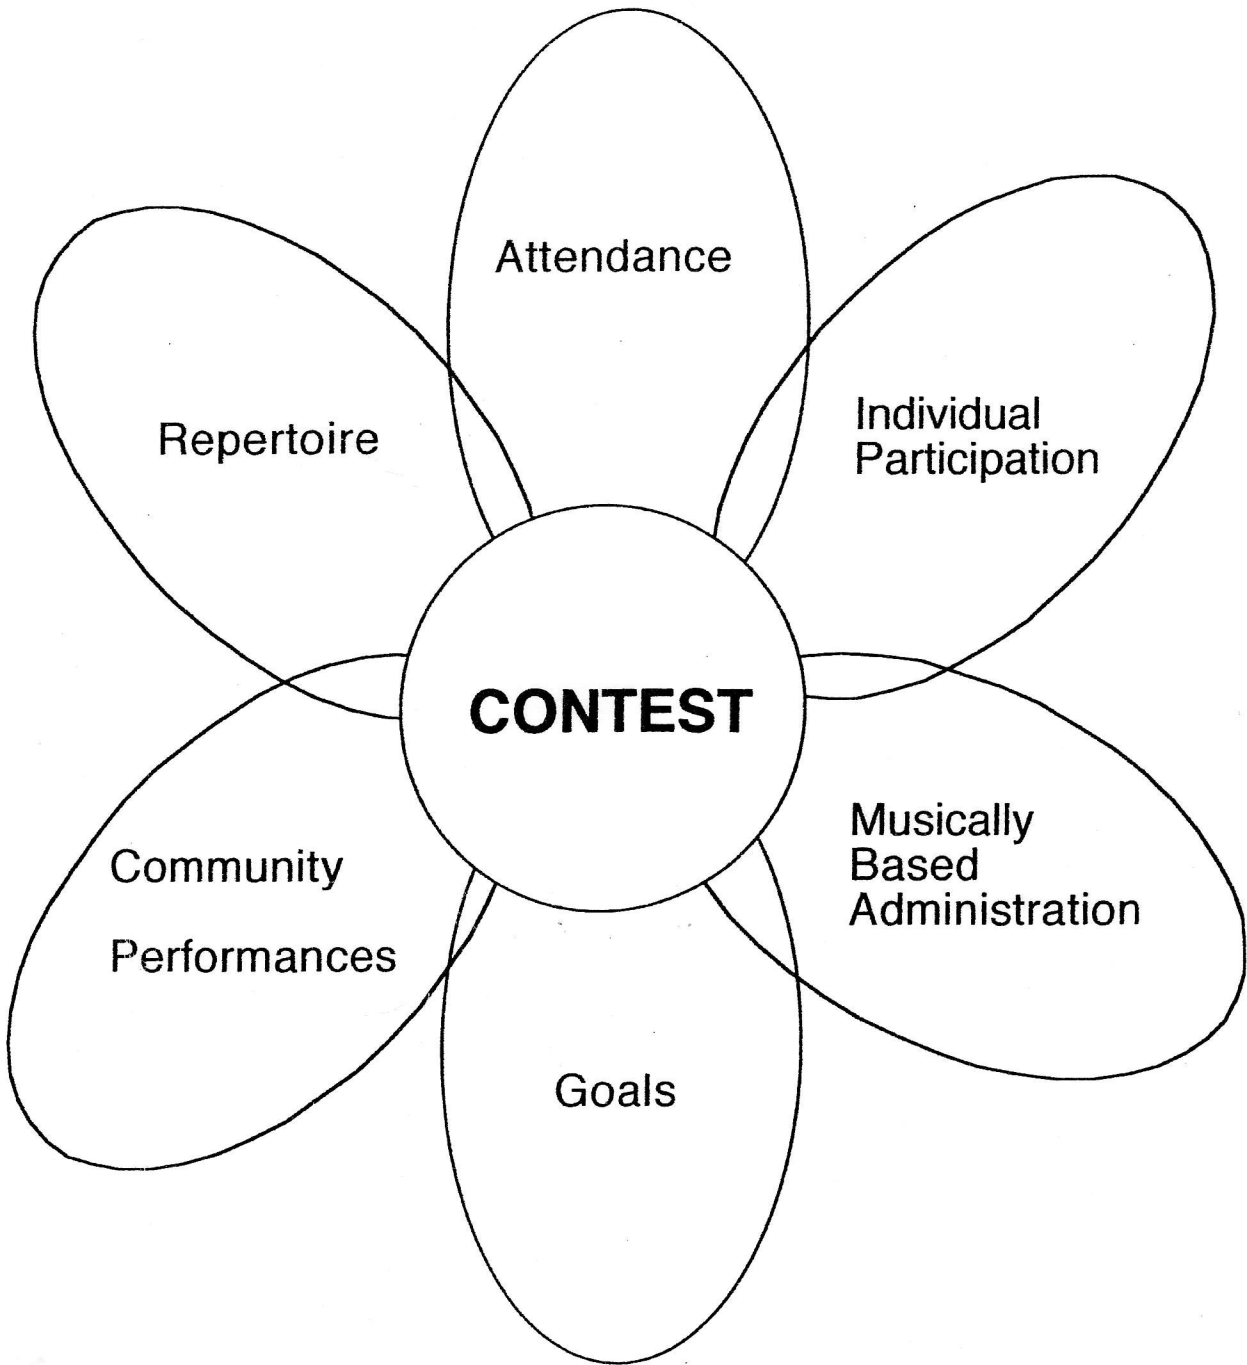 Attendance
Individual
Participation
Repertoire
CONTEST
Musically
Based
Administration
Community
Performances
Goals